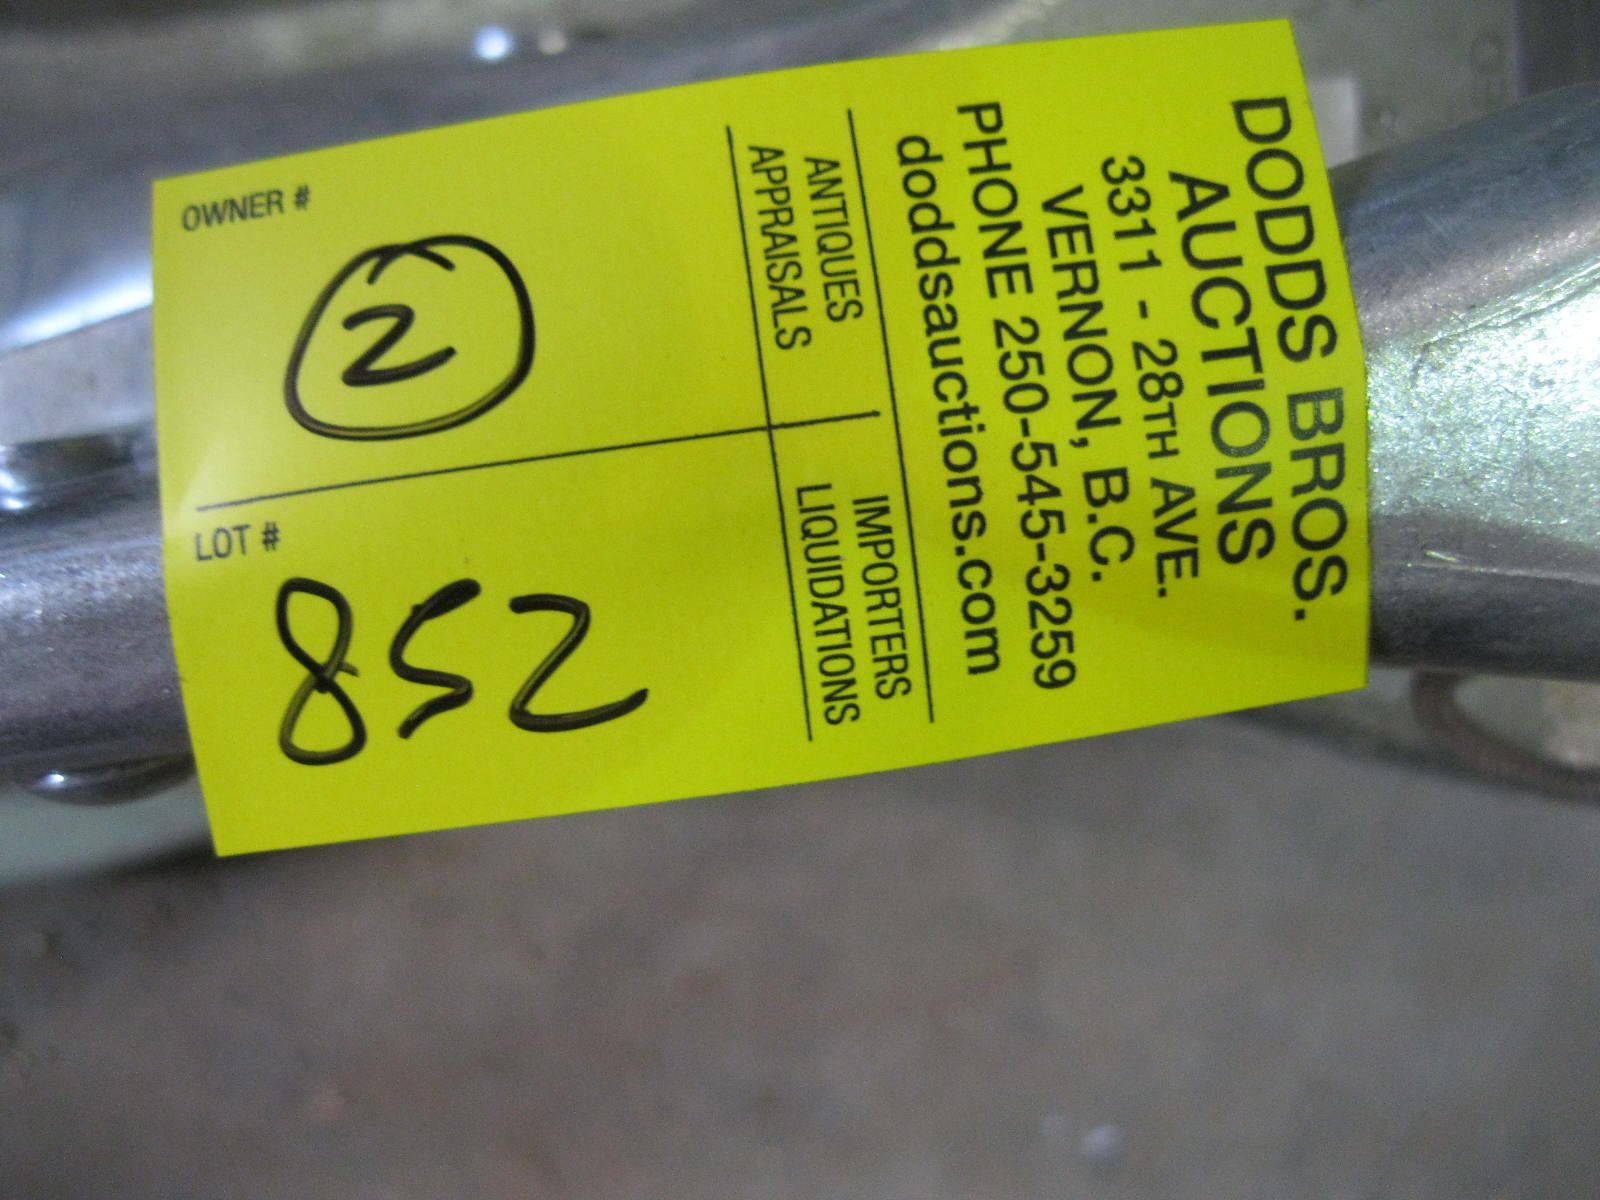 DODDS BROS.
AUCTIONS
3311 - 28TH AVE.
VERNON, B.C.
PHONE 250-545-3259
doddsauctions.com
ANTIQUES
APPRAISALS
IMPORTERS
LIQUIDATIONS
OWNER #
2
LOT #
852